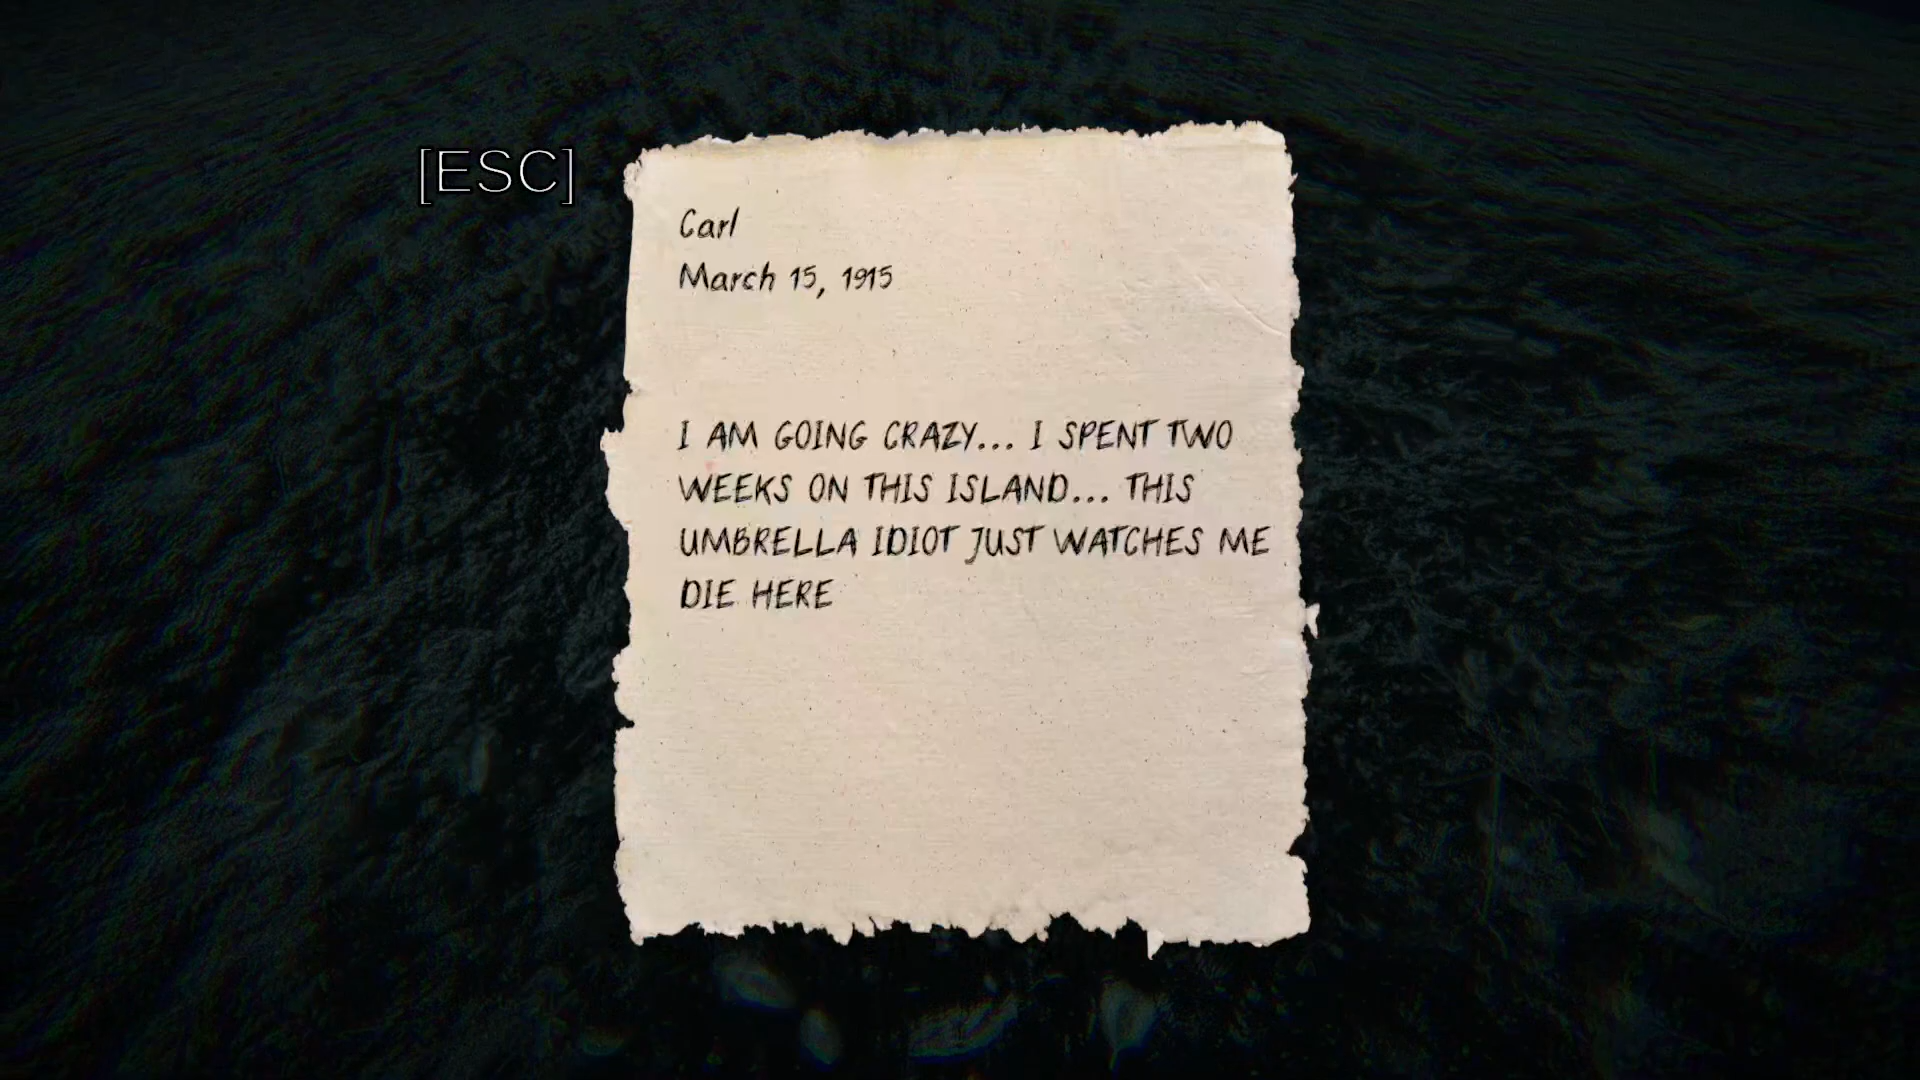 [ESC]
Carl
March 15, 1915
I AM GOING CRAZY... I SPENT TWO
WEEKS ON THIS ISLAND... THIS
UMBRELLA IDIOT JUST WATCHES ME
DIE HERE